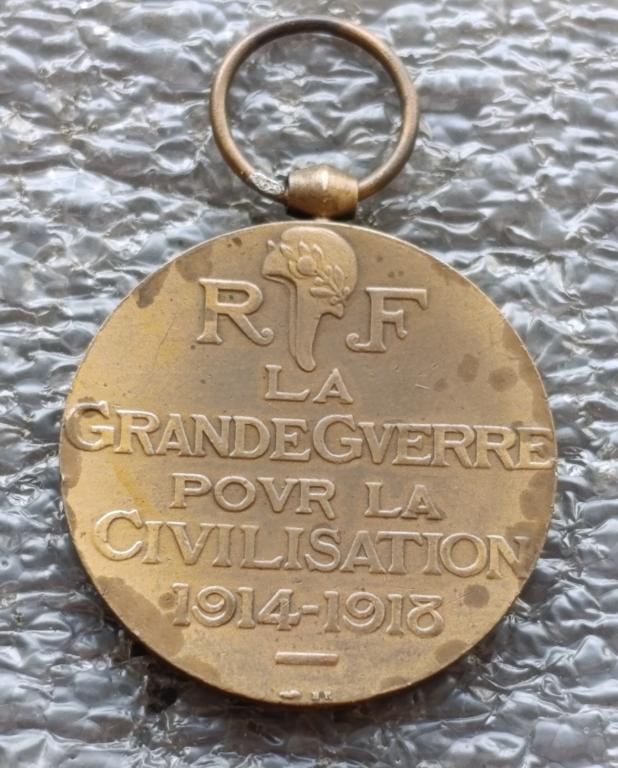 R F
LA
GRANDE GVERRE
POVR LA
CIVILISATION
1914-1918